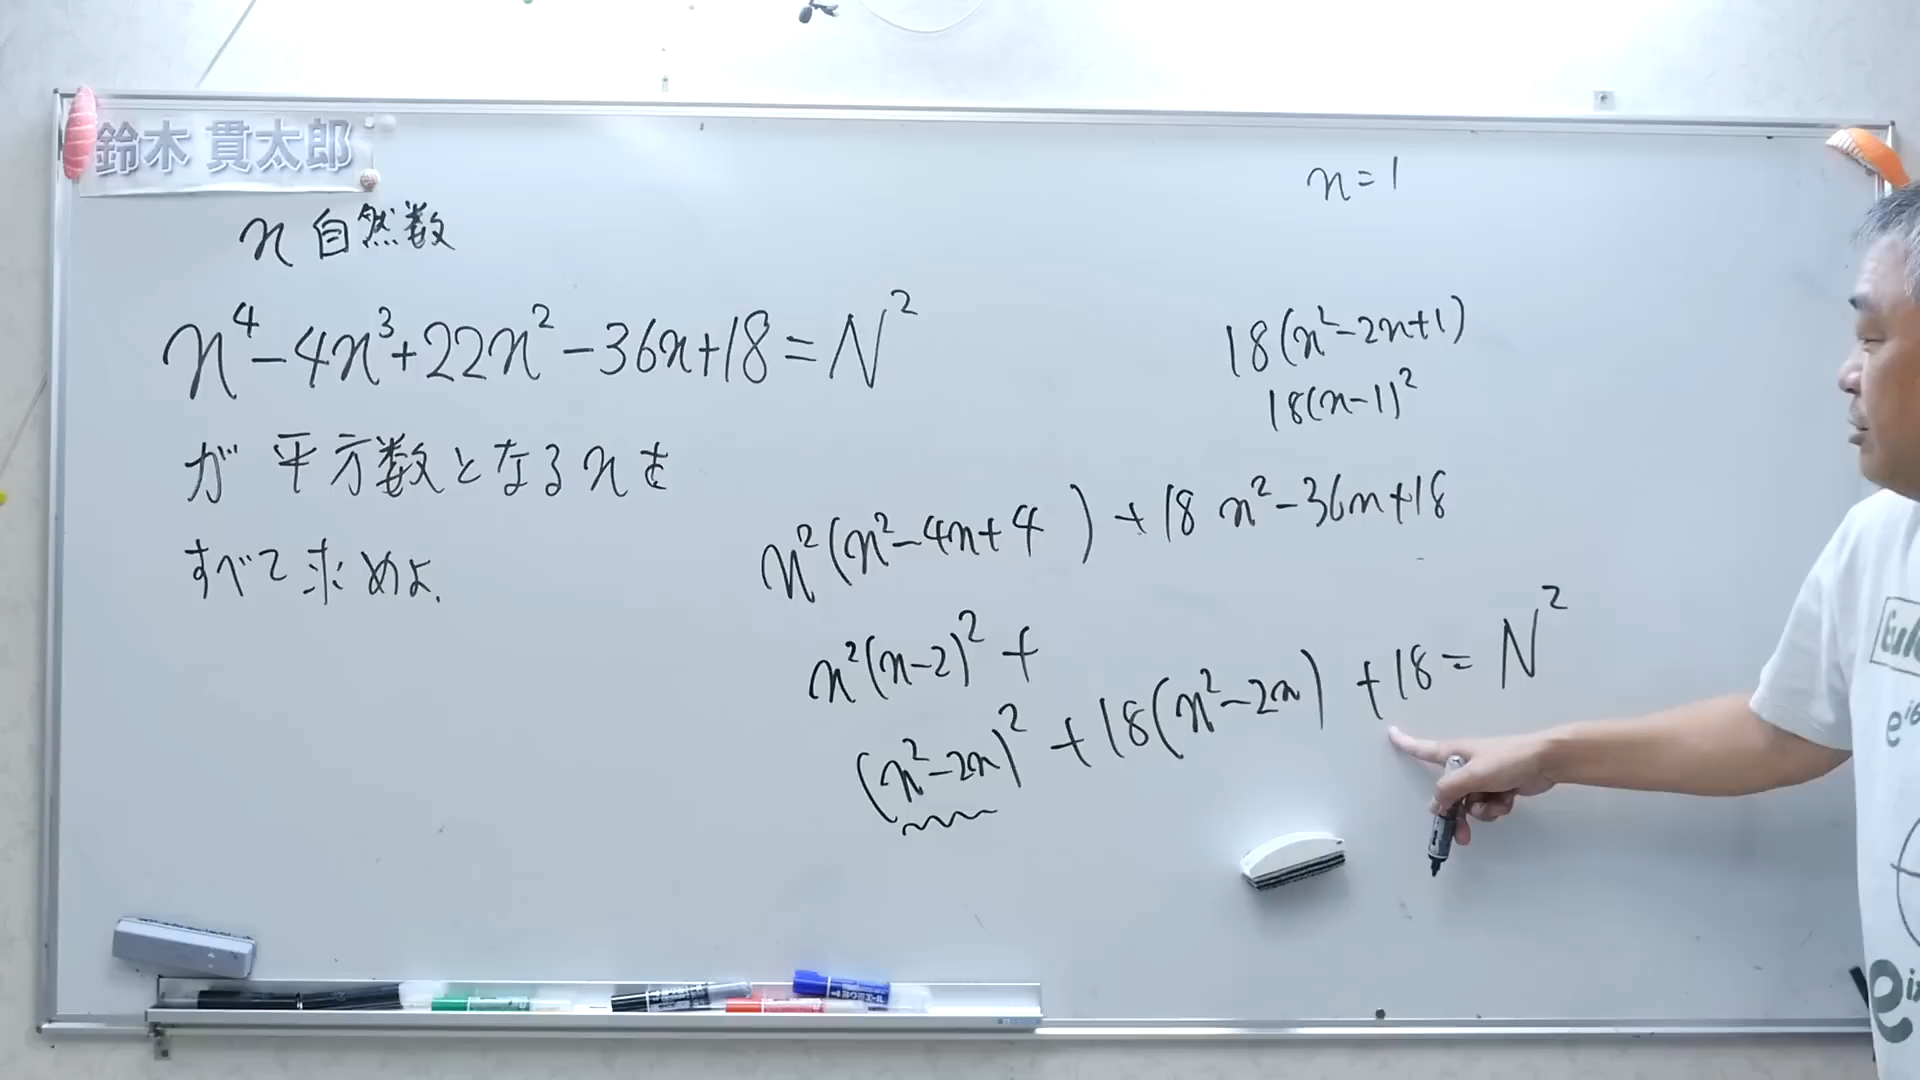 鈴木 貫太郎
n 自然数
n⁴-4n³+22n²-36n+18=N²
が 平方数となるnを
すべて求めよ.
n=1
18(n²-2n+1)
18(n-1)²
n²(n²-4n+4 )+18 n²-36n+18
n²(n-2)²+
(n²-2n)²+18(n²-2n)+18=N²